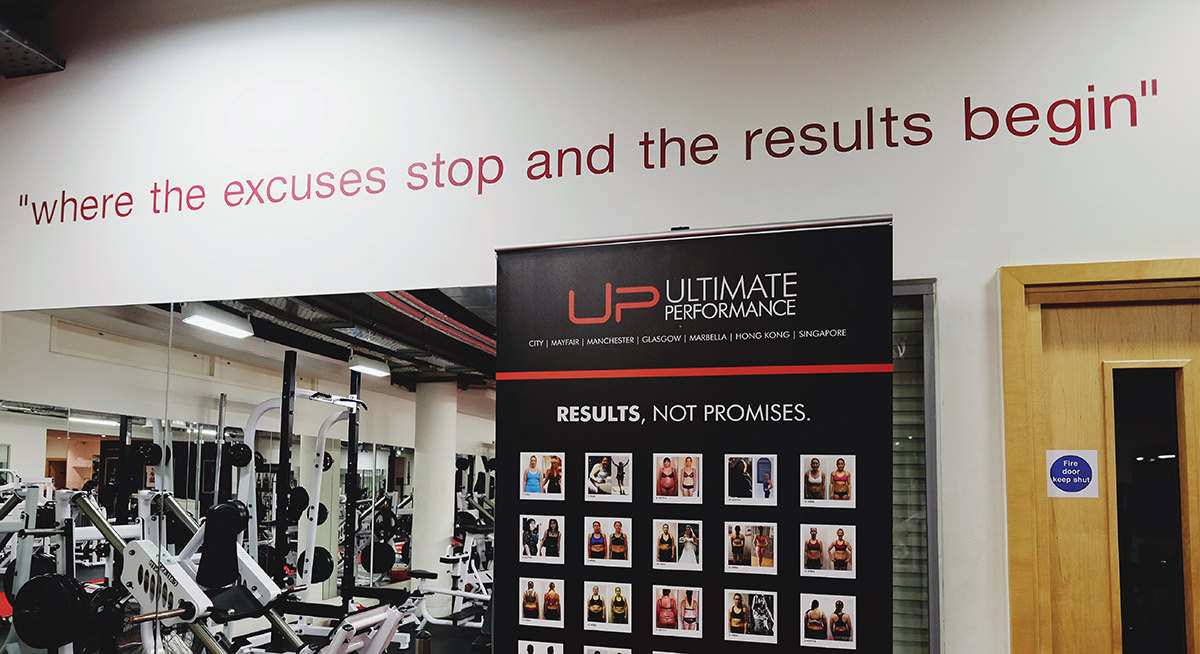 "where the excuses stop and the results begin"
UP ULTIMATE
PERFORMANCE
CITY | MAYFAIR | MANCHESTER | GLASGOW | MARBELLA | HONG KONG | SINGAPORE
RESULTS, NOT PROMISES.
Fire
door
keep shut